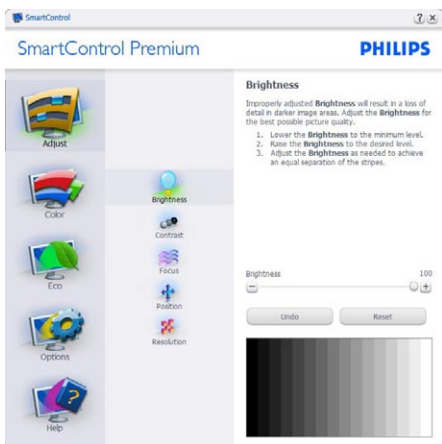 SmartControl
SmartControl Premium
PHILIPS
Adjust
Color
Eco
Options
Help
Brightness
Contrast
Focus
Position
Resolution
Brightness
Improperly adjusted Brightness will result in a loss of
detail in darker image areas. Adjust the Brightness for
the best possible picture quality.
1. Lower the Brightness to the minimum level.
2. Raise the Brightness to the desired level.
3. Adjust the Brightness as needed to achieve
an equal separation of the stripes.
Brightness 100
Undo Reset